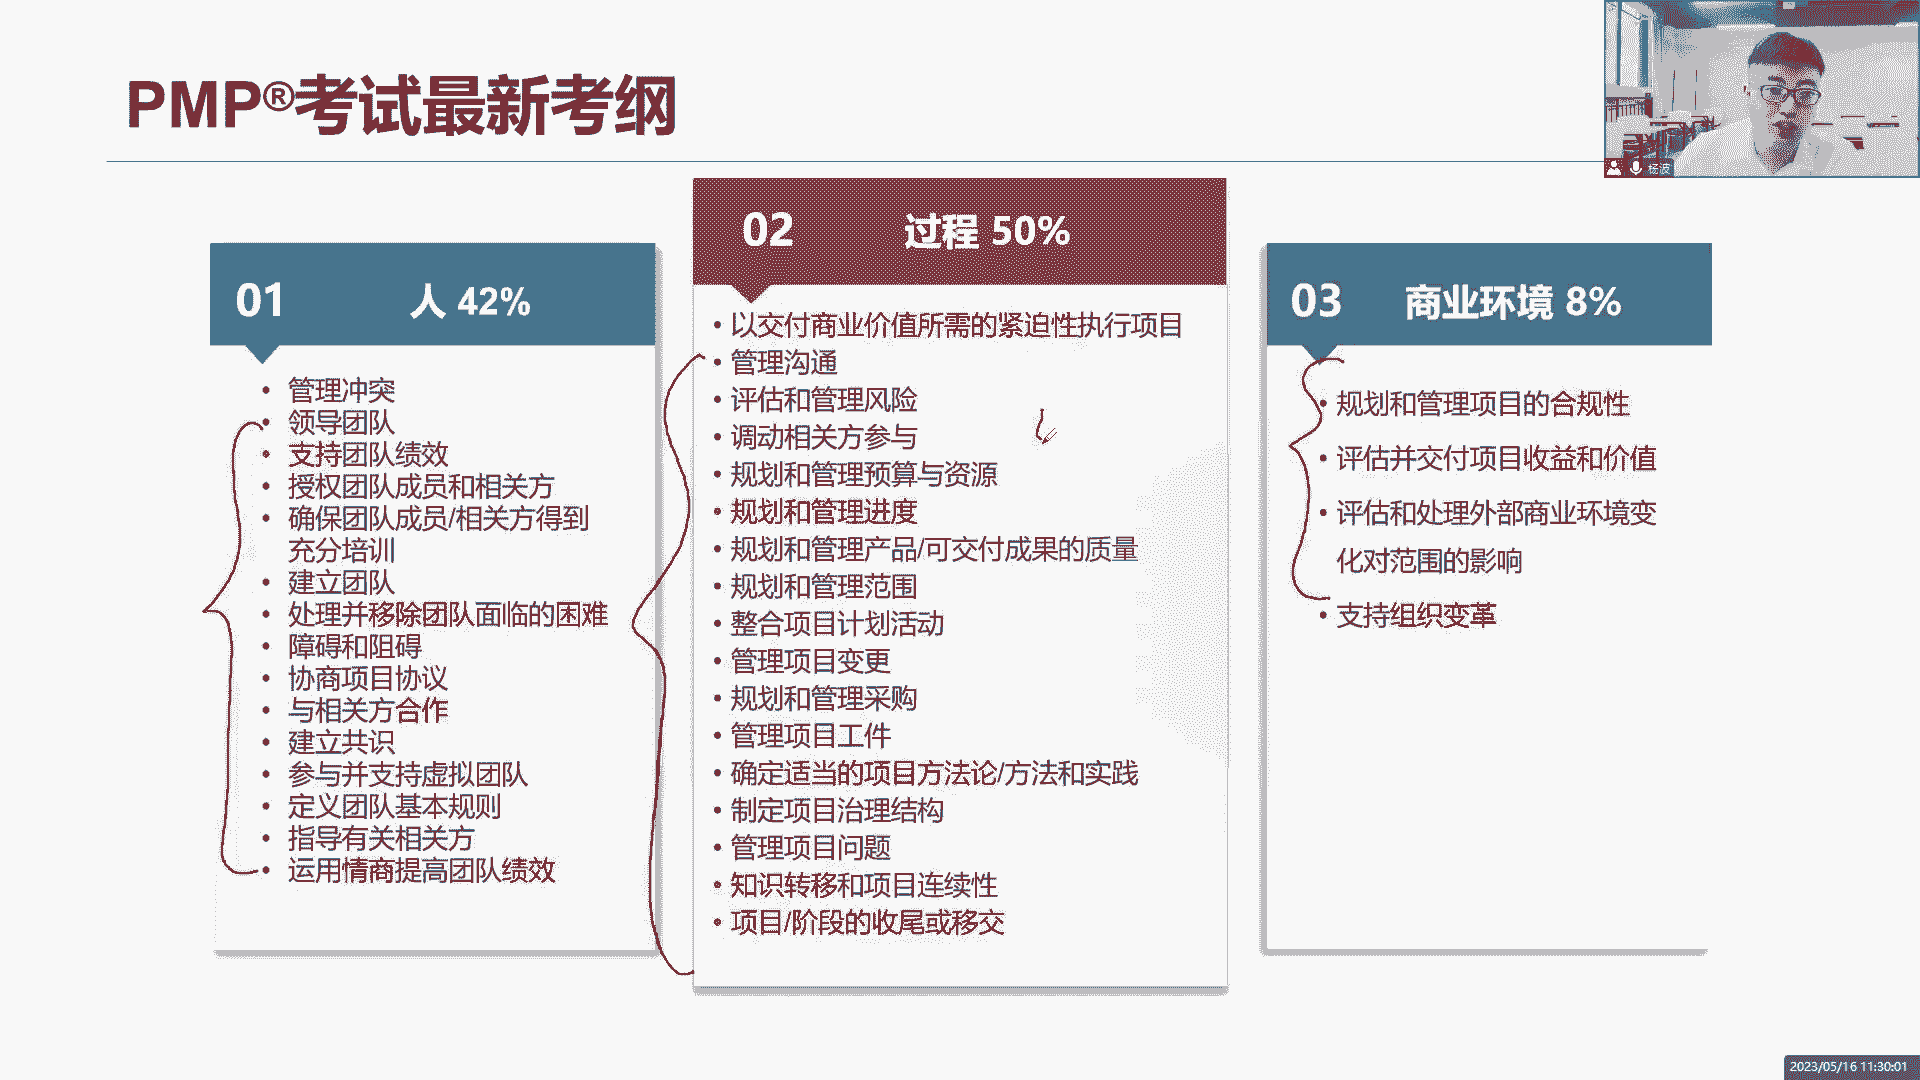 PMP®考试最新考纲
杨波
01 人 42%
• 管理冲突
• 领导团队
• 支持团队绩效
• 授权团队成员和相关方
• 确保团队成员/相关方得到
充分培训
• 建立团队
• 处理并移除团队面临的困难
• 障碍和阻碍
• 协商项目协议
• 与相关方合作
• 建立共识
• 参与并支持虚拟团队
• 定义团队基本规则
• 指导有关相关方
• 运用情商提高团队绩效
02 过程 50%
• 以交付商业价值所需的紧迫性执行项目
• 管理沟通
• 评估和管理风险
• 调动相关方参与
• 规划和管理预算与资源
• 规划和管理进度
• 规划和管理产品/可交付成果的质量
• 规划和管理范围
• 整合项目计划活动
• 管理项目变更
• 规划和管理采购
• 管理项目工件
• 确定适当的项目方法论/方法和实践
• 制定项目治理结构
• 管理项目问题
• 知识转移和项目连续性
• 项目/阶段的收尾或移交
03 商业环境 8%
• 规划和管理项目的合规性
• 评估并交付项目收益和价值
• 评估和处理外部商业环境变
化对范围的影响
• 支持组织变革
2023/05/16 11:30:01